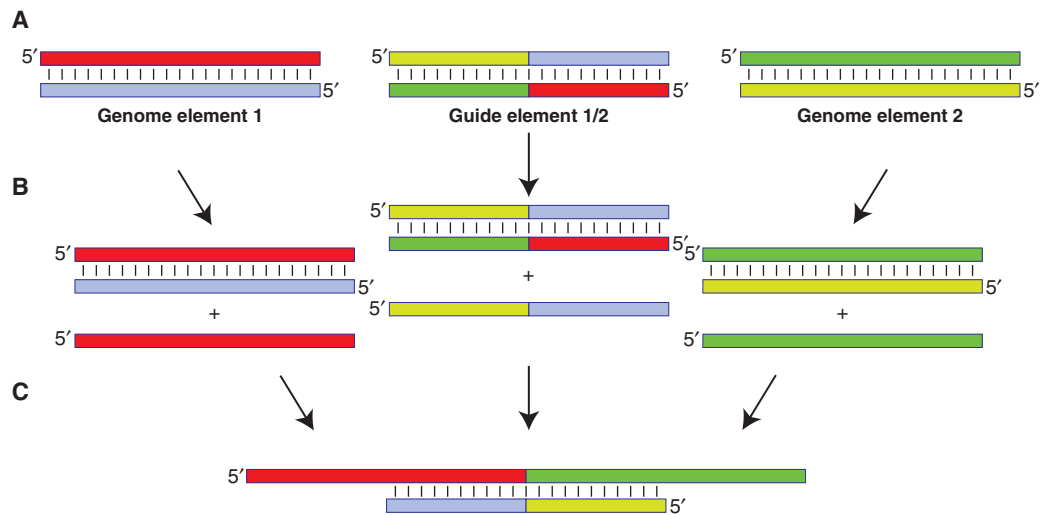 A
5′ 5′ 5′
5′ 5′ 5′
Genome element 1 Guide element 1/2 Genome element 2
B
5′
5′ 5′ 5′
5′ + 5′
+ 5′ +
5′ 5′
C
5′
5′